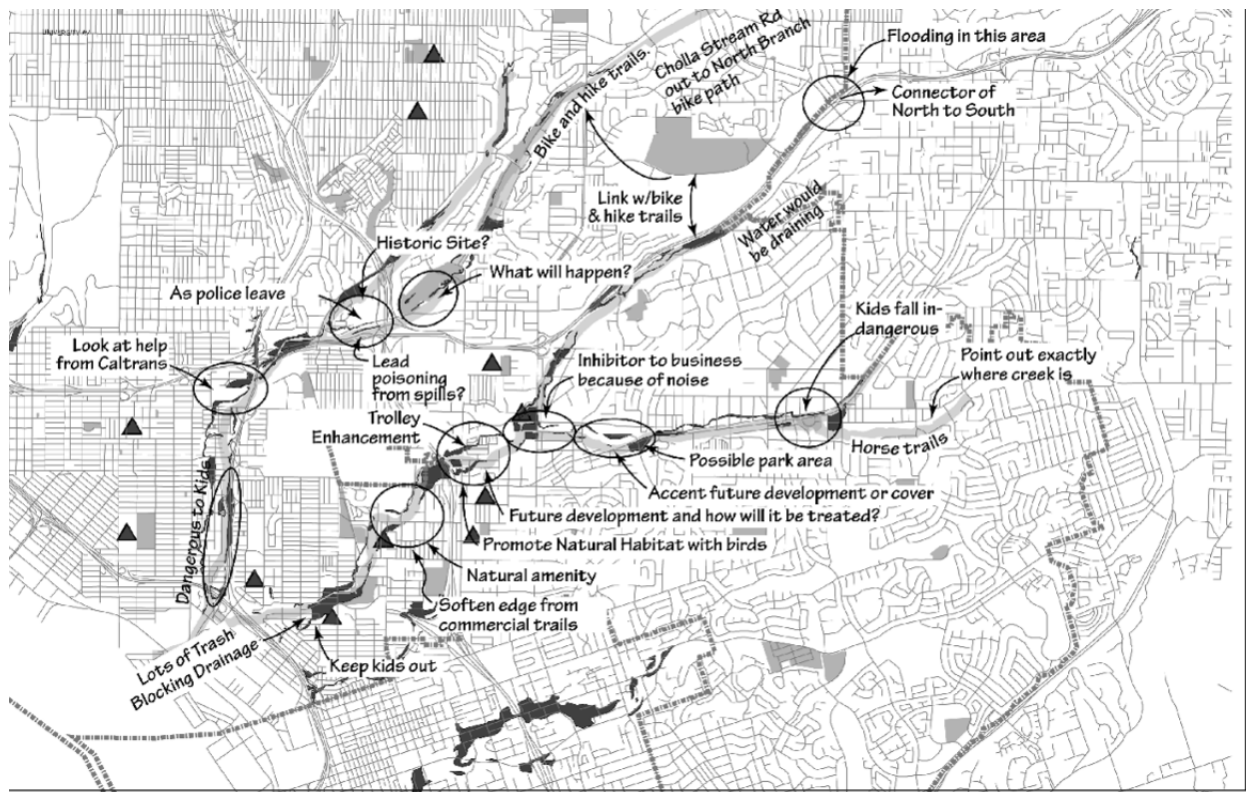 Bike and hike trails.
Cholla Stream Rd
out to North Branch
bike path
Flooding in this area
Connector of
North to South
Link w/bike
& hike trails
Water would
be draining
Historic Site?
What will happen?
As police leave
Look at help
from Caltrans
Lead
poisoning
from spills?
Inhibitor to business
because of noise
Kids fall in-
dangerous
Point out exactly
where creek is
Trolley
Enhancement
Horse trails
Possible park area
Accent future development or cover
Future development and how will it be treated?
Promote Natural Habitat with birds
Dangerous to Kids
Natural amenity
Soften edge from
commercial trails
Lots of Trash
Blocking Drainage
Keep kids out